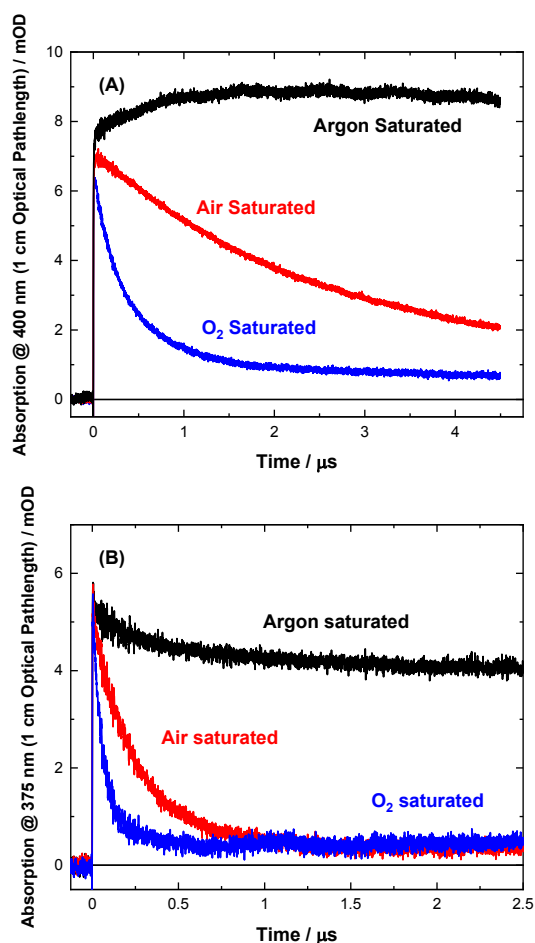 Absorption @ 400 nm (1 cm Optical Pathlength) / mOD
10
8
6
4
2
0
(A)
Argon Saturated
Air Saturated
O₂ Saturated
0 1 2 3 4
Time / μs
Absorption @ 375 nm (1 cm Optical Pathlength) / mOD
6
4
2
0
(B)
Argon saturated
Air saturated
O₂ saturated
0 0.5 1 1.5 2 2.5
Time / μs